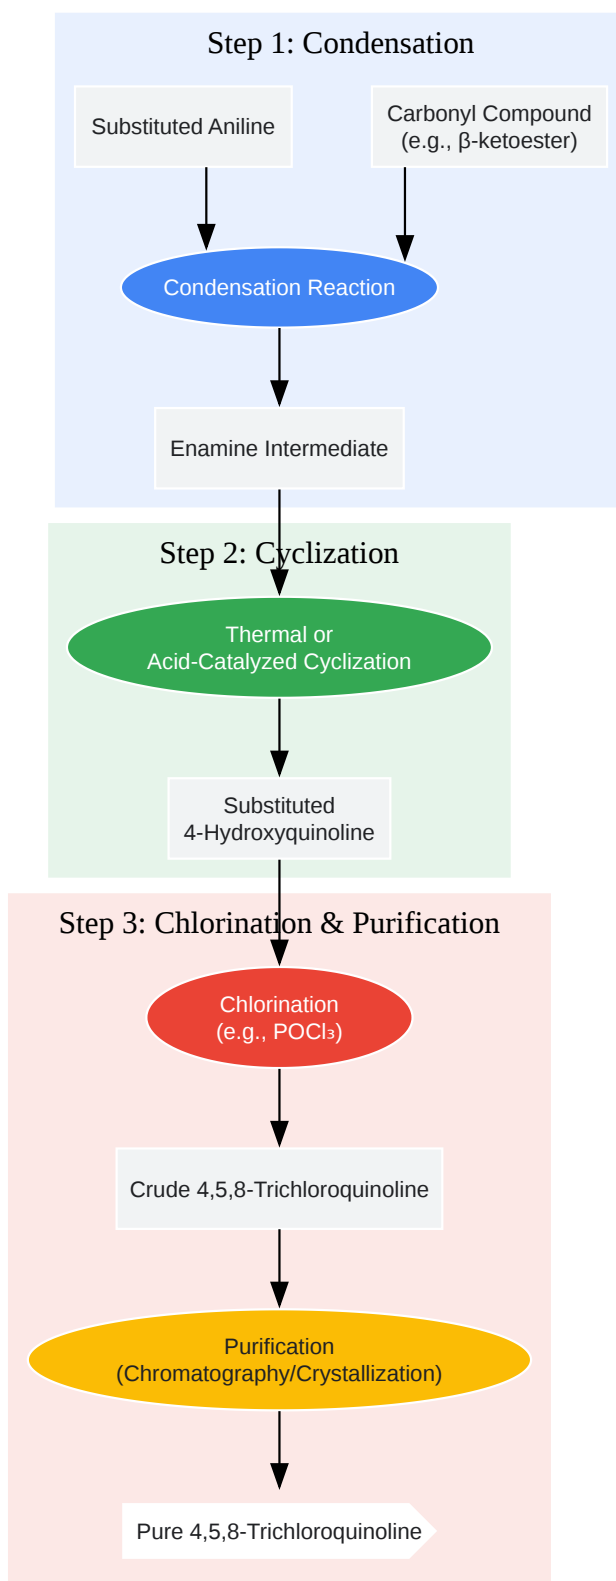 Step 1: Condensation
Substituted Aniline
Carbonyl Compound
(e.g., β-ketoester)
Condensation Reaction
Enamine Intermediate
Step 2: Cyclization
Thermal or
Acid-Catalyzed Cyclization
Substituted
4-Hydroxyquinoline
Step 3: Chlorination & Purification
Chlorination
(e.g., POCl₃)
Crude 4,5,8-Trichloroquinoline
Purification
(Chromatography/Crystallization)
Pure 4,5,8-Trichloroquinoline